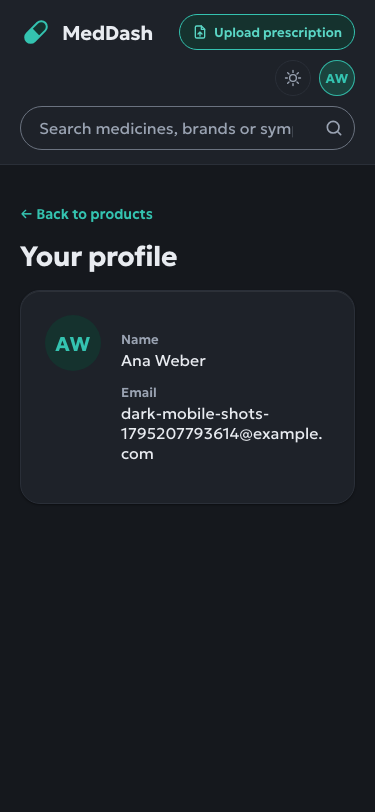 MedDash
Upload prescription
AW
Search medicines, brands or sym
← Back to products
Your profile
AW
Name
Ana Weber
Email
dark-mobile-shots-
1795207793614@example.
com